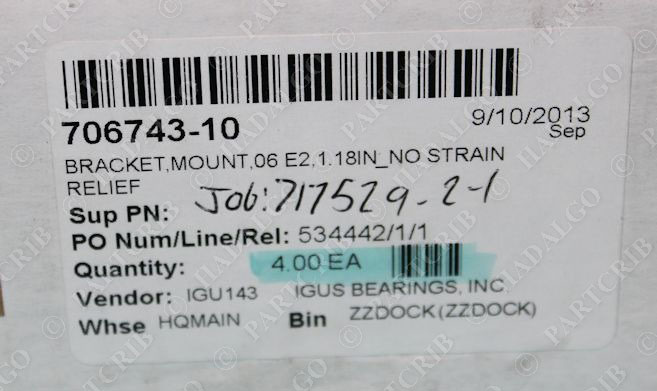 706743-10
9/10/2013
Sep
BRACKET,MOUNT,06 E2,1.18IN_NO STRAIN
RELIEF
Sup PN: Job: 717529-2-1
PO Num/Line/Rel: 534442/1/1
Quantity: 4.00 EA
Vendor: IGU143 IGUS BEARINGS, INC.
Whse HQMAIN Bin ZZDOCK(ZZDOCK)
© PARTCRIB © HADALGO